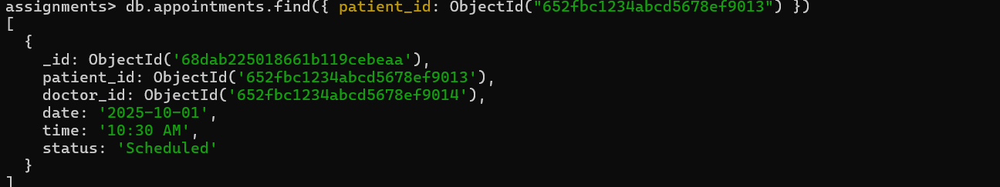 assignments> db.appointments.find({ patient_id: ObjectId("652fbc1234abcd5678ef9013") })
[
  {
    _id: ObjectId('68dab225018661b119cebeaa'),
    patient_id: ObjectId('652fbc1234abcd5678ef9013'),
    doctor_id: ObjectId('652fbc1234abcd5678ef9014'),
    date: '2025-10-01',
    time: '10:30 AM',
    status: 'Scheduled'
  }
]